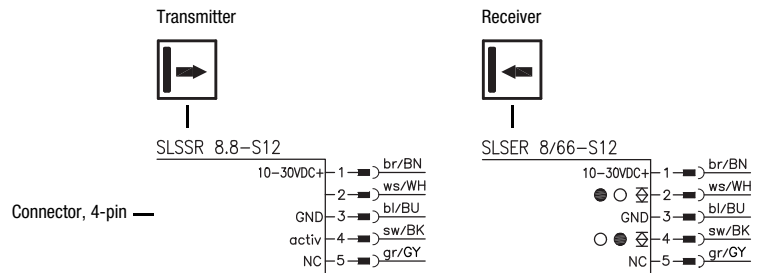 Transmitter
Receiver
SLSSR 8.8-S12
SLSER 8/66-S12
10-30VDC+ 1 br/BN
2 ws/WH
GND 3 bl/BU
activ 4 sw/BK
NC 5 gr/GY
10-30VDC+ 1 br/BN
2 ws/WH
GND 3 bl/BU
4 sw/BK
NC 5 gr/GY
Connector, 4-pin